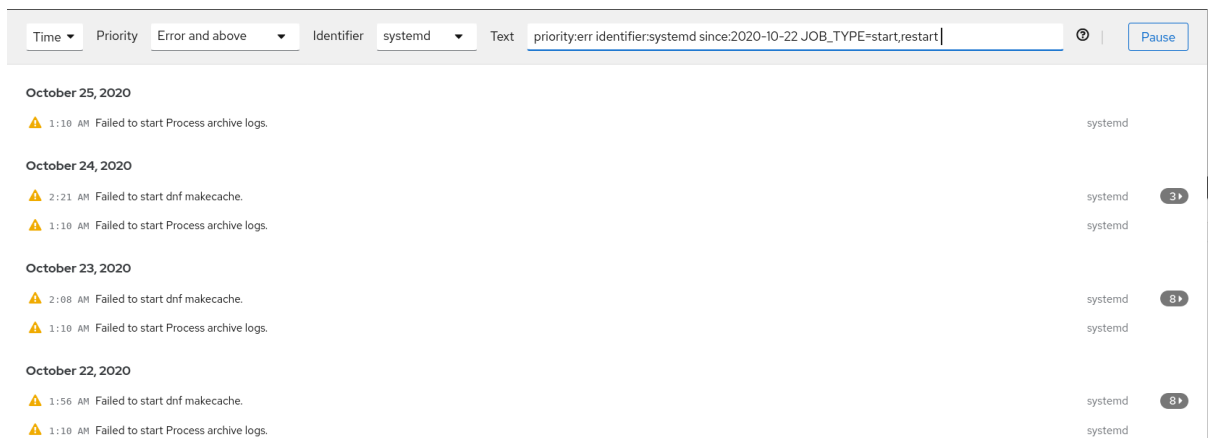 Time Priority Error and above Identifier systemd Text priority:err identifier:systemd since:2020-10-22 JOB_TYPE=start,restart Pause
October 25, 2020
1:10 AM Failed to start Process archive logs. systemd
October 24, 2020
2:21 AM Failed to start dnf makecache. systemd 3
1:10 AM Failed to start Process archive logs. systemd
October 23, 2020
2:08 AM Failed to start dnf makecache. systemd 8
1:10 AM Failed to start Process archive logs. systemd
October 22, 2020
1:56 AM Failed to start dnf makecache. systemd 8
1:10 AM Failed to start Process archive logs. systemd